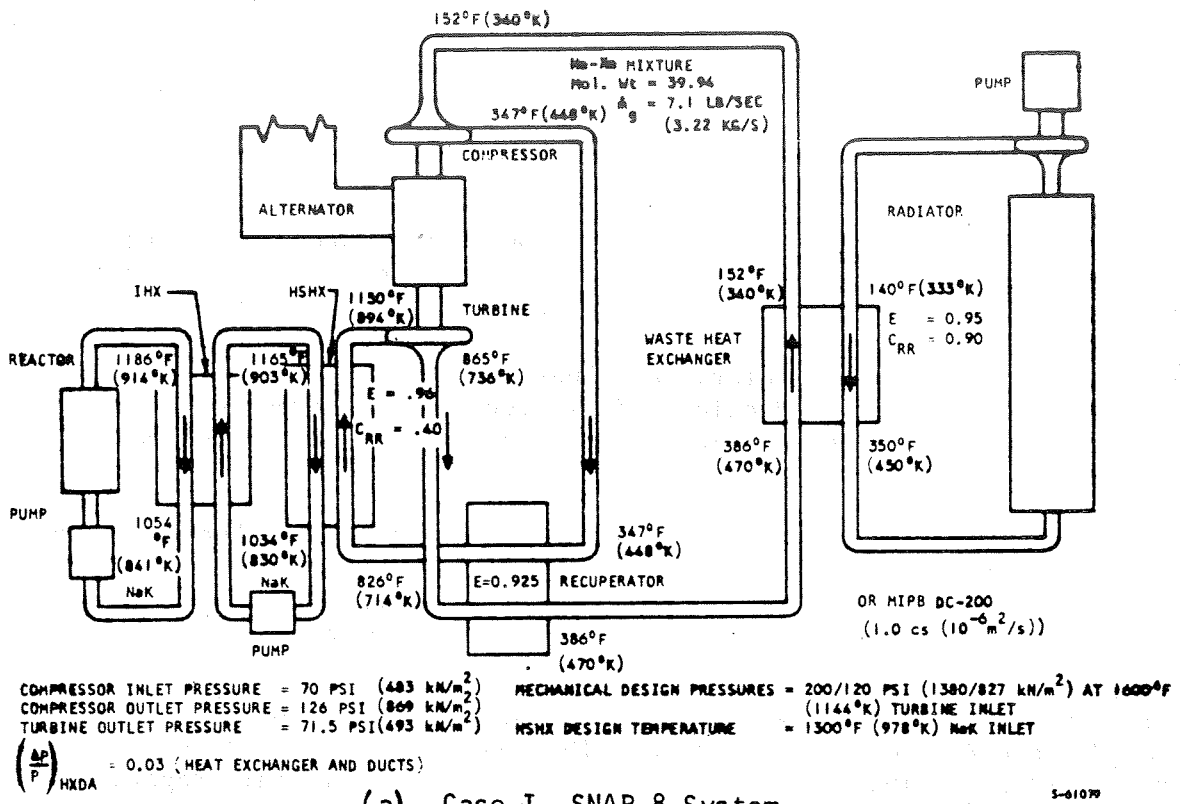 152°F (340°K)
MIXTURE
Mol. Wt = 39.94
g = 7.1 LB/SEC
(3.22 KG/S)
PUMP
347°F (448°K)
COMPRESSOR
ALTERNATOR
RADIATOR
IHX
HSHX
1150°F
(894°K)
TURBINE
152°F
(340°K)
140°F (333°K)
E = 0.95
C_RR = 0.90
WASTE HEAT
EXCHANGER
REACTOR
1186°F
(914°K)
1165°F
(903°K)
865°F
(736°K)
E = .96
C_RR = .40
386°F
(470°K)
350°F
(450°K)
PUMP
1054
°F
(841°K)
NaK
1034°F
(830°K)
NaK
PUMP
826°F
(714°K)
E=0.925
RECUPERATOR
347°F
(448°K)
386°F
(470°K)
OR MIPB DC-200
(1.0 cs (10⁻⁶m²/s))
COMPRESSOR INLET PRESSURE = 70 PSI (483 kN/m²)
COMPRESSOR OUTLET PRESSURE = 126 PSI (869 kN/m²)
TURBINE OUTLET PRESSURE = 71.5 PSI(493 kN/m²)
MECHANICAL DESIGN PRESSURES = 200/120 PSI (1380/827 kN/m²) AT 1600°F
(1144°K) TURBINE INLET
HSHX DESIGN TEMPERATURE = 1300°F (978°K) NaK INLET
(ΔP/P)HXDA = 0.03 (HEAT EXCHANGER AND DUCTS)
(a) Case I SNAP 8 System
S-61079